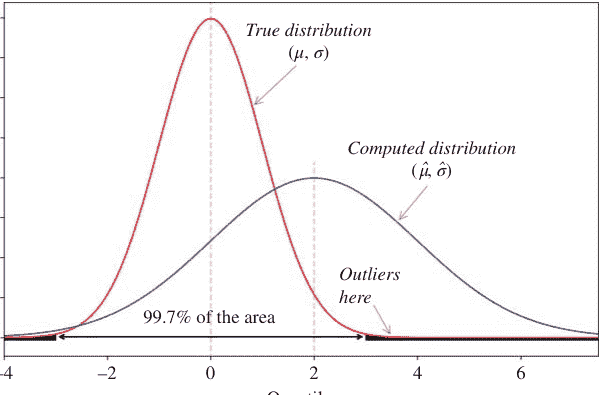 True distribution
(μ, σ)
Computed distribution
(μ̂, σ̂)
Outliers
here
99.7% of the area
-4 −2 0 2 4 6